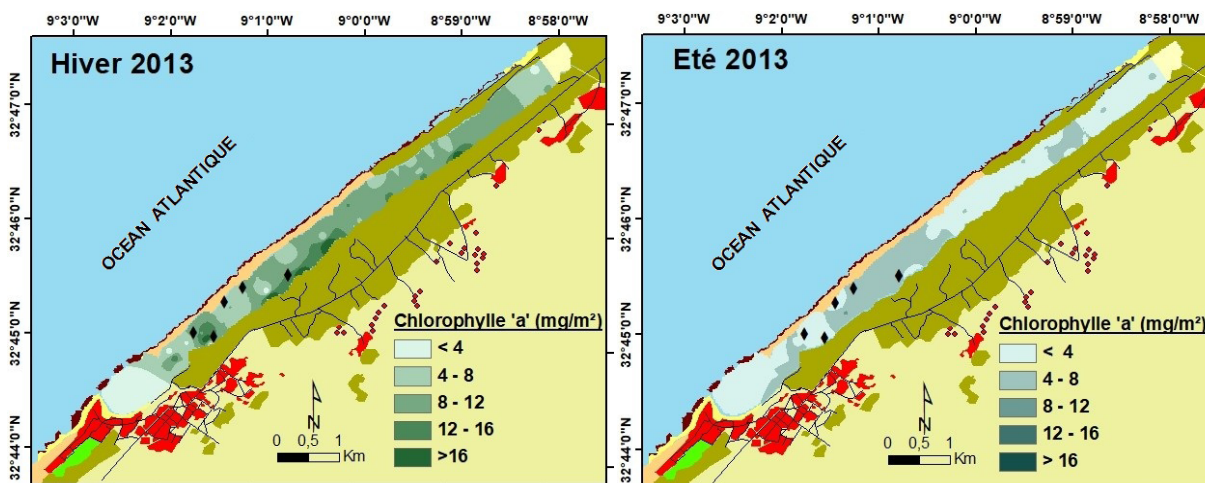 9°3'0"W 9°2'0"W 9°1'0"W 9°0'0"W 8°59'0"W 8°58'0"W
Hiver 2013
32°47'0"N
32°46'0"N
32°45'0"N
32°44'0"N
OCEAN ATLANTIQUE
Chlorophylle 'a' (mg/m²)
< 4
4 - 8
8 - 12
12 - 16
>16
N
0 0,5 1
Km
9°3'0"W 9°2'0"W 9°1'0"W 9°0'0"W 8°59'0"W 8°58'0"W
Eté 2013
32°47'0"N
32°46'0"N
32°45'0"N
32°44'0"N
OCEAN ATLANTIQUE
Chlorophylle 'a' (mg/m²)
< 4
4 - 8
8 - 12
12 - 16
> 16
N
0 0,5 1
Km